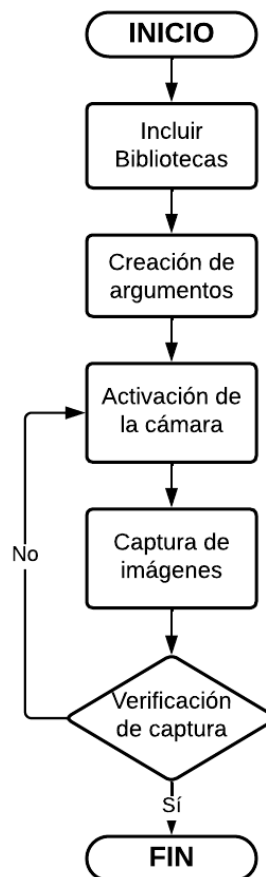 INICIO
Incluir
Bibliotecas
Creación de
argumentos
Activación de
la cámara
Captura de
imágenes
No
Verificación
de captura
Sí
FIN